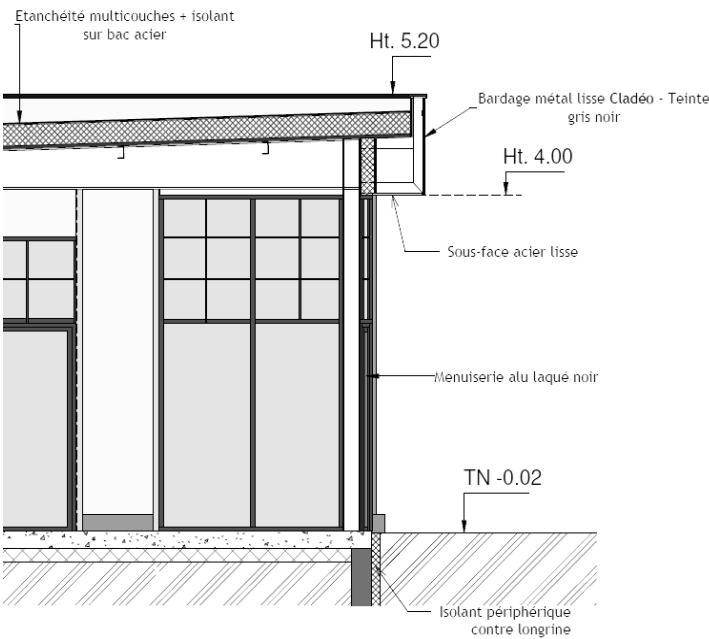 Etanchéité multicouches + isolant
sur bac acier
Ht. 5.20
Bardage métal lisse Cladéo - Teinte
gris noir
Ht. 4.00
Sous-face acier lisse
Menuiserie alu laqué noir
TN -0.02
Isolant périphérique
contre longrine